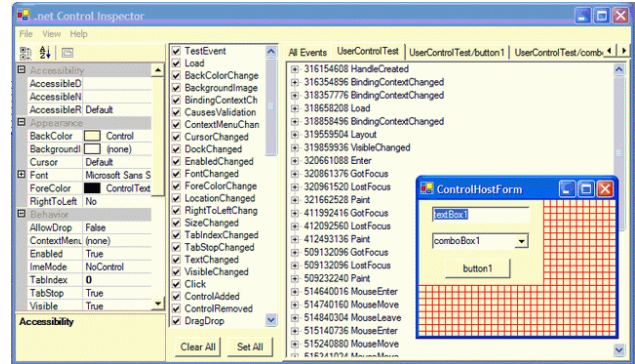 .net Control Inspector
File View Help
Accessibility
AccessibleD
AccessibleN
AccessibleR Default
Appearance
BackColor Control
BackgroundI (none)
Cursor Default
Font Microsoft Sans S
ForeColor ControlText
RightToLeft No
Behavior
AllowDrop False
ContextMenu (none)
Enabled True
ImeMode NoControl
TabIndex 0
TabStop True
Visible True
Accessibility
TestEvent
Load
BackColorChange
BackgroundImage
BindingContextCh
CausesValidation
ContextMenuChan
CursorChanged
DockChanged
EnabledChanged
FontChanged
ForeColorChange
LocationChanged
RightToLeftChang
SizeChanged
TabIndexChanged
TabStopChanged
TextChanged
VisibleChanged
Click
ControlAdded
ControlRemoved
DragDrop
Clear All Set All
All Events UserControlTest UserControlTest/button1 UserControlTest/combo
316154608 HandleCreated
316354896 BindingContextChanged
318357776 BindingContextChanged
318658208 Load
318858496 BindingContextChanged
319559504 Layout
319859936 VisibleChanged
320661088 Enter
320861376 GotFocus
320961520 LostFocus
321662528 Paint
411992416 GotFocus
412092560 LostFocus
412493136 Paint
509132096 GotFocus
509132096 LostFocus
509232240 Paint
514640016 MouseEnter
514740160 MouseMove
514840304 MouseLeave
515140736 MouseEnter
515240880 MouseMove
515341024 MouseMove
ControlHostForm
textBox1
comboBox1
button1